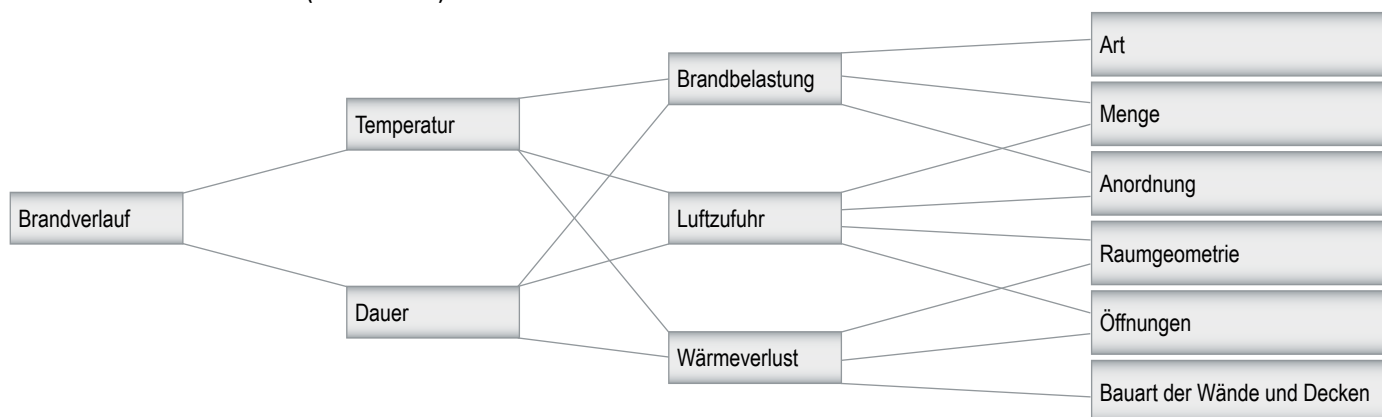 Brandverlauf
Temperatur
Dauer
Brandbelastung
Luftzufuhr
Wärmeverlust
Art
Menge
Anordnung
Raumgeometrie
Öffnungen
Bauart der Wände und Decken